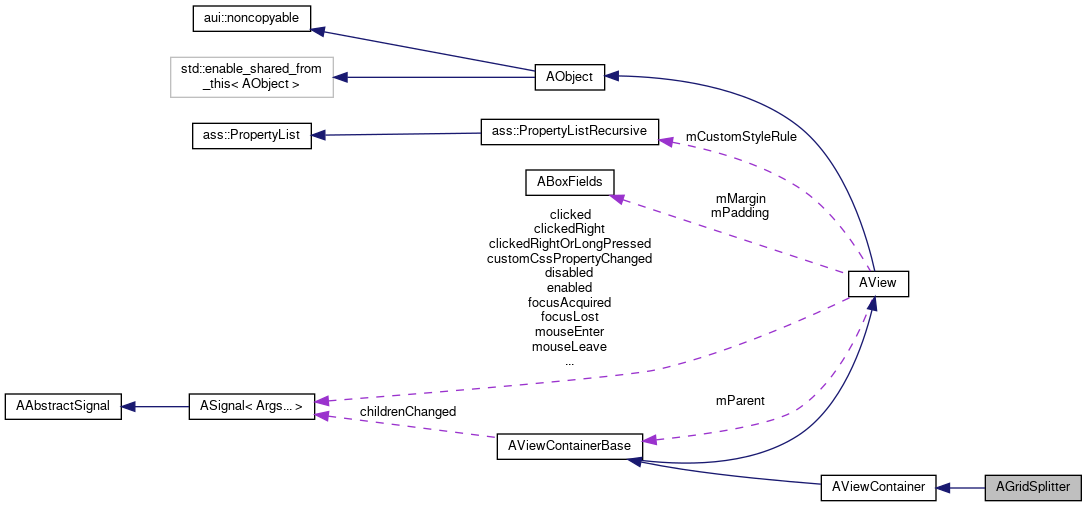 aui::noncopyable
std::enable_shared_from
_this< AObject >
AObject
ass::PropertyList
ass::PropertyListRecursive
mCustomStyleRule
ABoxFields
mMargin
mPadding
clicked
clickedRight
clickedRightOrLongPressed
customCssPropertyChanged
disabled
enabled
focusAcquired
focusLost
mouseEnter
mouseLeave
...
AView
AAbstractSignal
ASignal< Args... >
childrenChanged
mParent
AViewContainerBase
AViewContainer
AGridSplitter